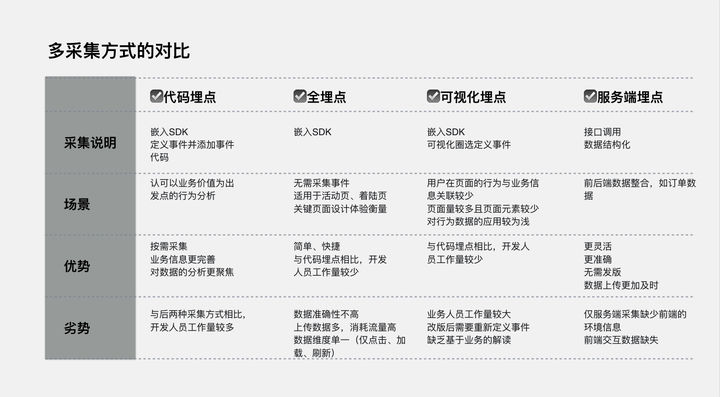 多采集方式的对比
代码埋点
全埋点
可视化埋点
服务端埋点
采集说明
嵌入SDK
定义事件并添加事件
代码
嵌入SDK
嵌入SDK
可视化圈选定义事件
接口调用
数据结构化
场景
认可以业务价值为出
发点的行为分析
无需采集事件
适用于活动页、着陆页
关键页面设计体验衡量
用户在页面的行为与业务信
息关联较少
页面量较多且页面元素较少
对行为数据的应用较为浅
前后端数据整合，如订单数
据
优势
按需采集
业务信息更完善
对数据的分析更聚焦
简单、快捷
与代码埋点相比，开发
人员工作量较少
与代码埋点相比，开发人
员工作量较少
更灵活
更准确
无需发版
数据上传更加及时
劣势
与后两种采集方式相比，
开发人员工作量较多
数据准确性不高
上传数据多，消耗流量高
数据维度单一（仅点击、加
载、刷新）
业务人员工作量较大
改版后需要重新定义事件
缺乏基于业务的解读
仅服务端采集缺少前端的
环境信息
前端交互数据缺失